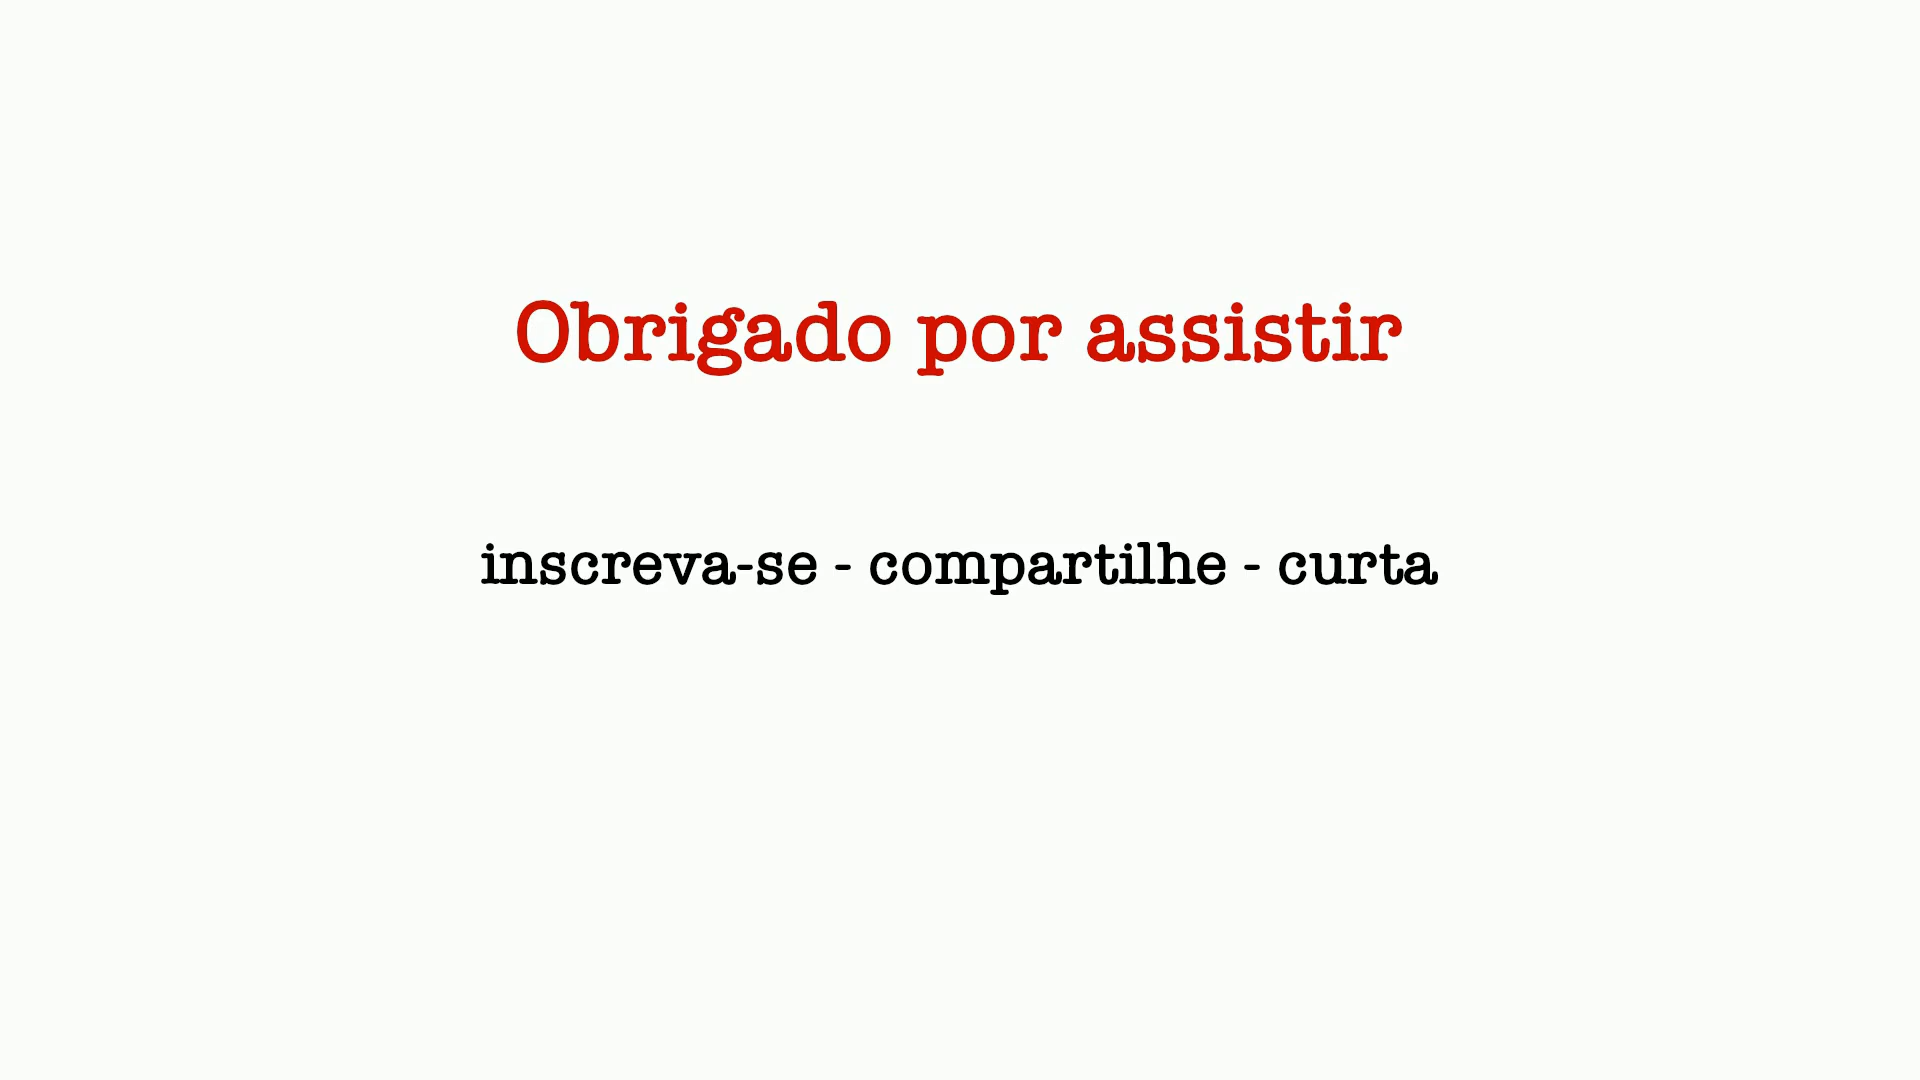 Obrigado por assistir
inscreva-se - compartilhe - curta